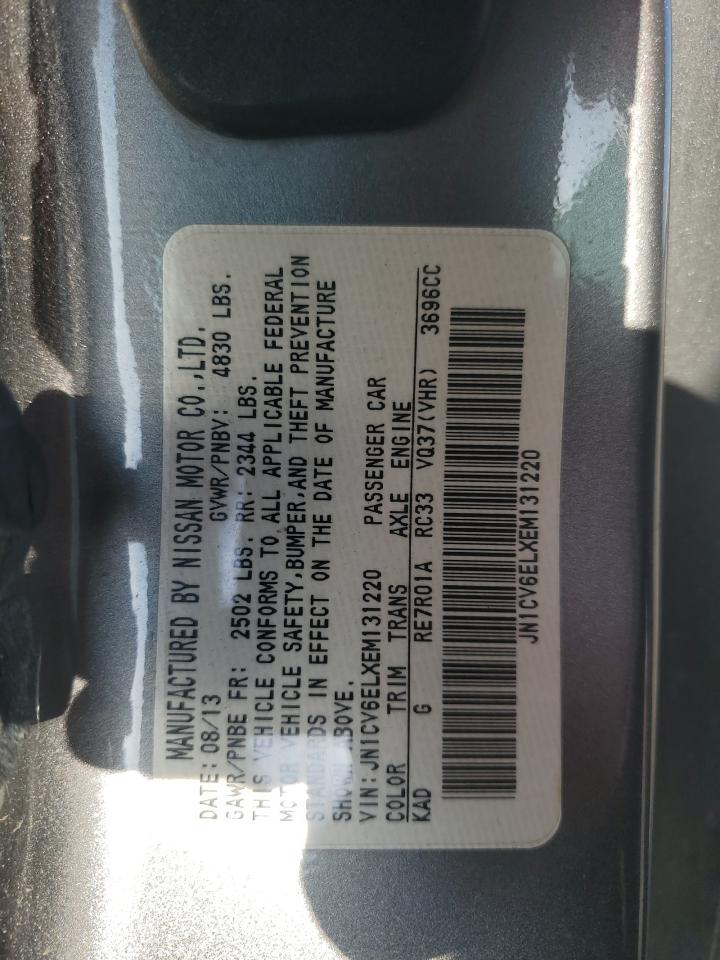 MANUFACTURED BY NISSAN MOTOR CO.,LTD.
DATE: 08/13 GVWR/PNBV: 4830 LBS.
GAWR/PNBE FR: 2502 LBS. RR: 2344 LBS.
THIS VEHICLE CONFORMS TO ALL APPLICABLE FEDERAL
MOTOR VEHICLE SAFETY,BUMPER,AND THEFT PREVENTION
STANDARDS IN EFFECT ON THE DATE OF MANUFACTURE
SHOWN ABOVE.
VIN:JN1CV6ELXEM131220 PASSENGER CAR
COLOR TRIM TRANS AXLE ENGINE
KAD G RE7R01A RC33 VQ37(VHR) 3696CC
JN1CV6ELXEM131220